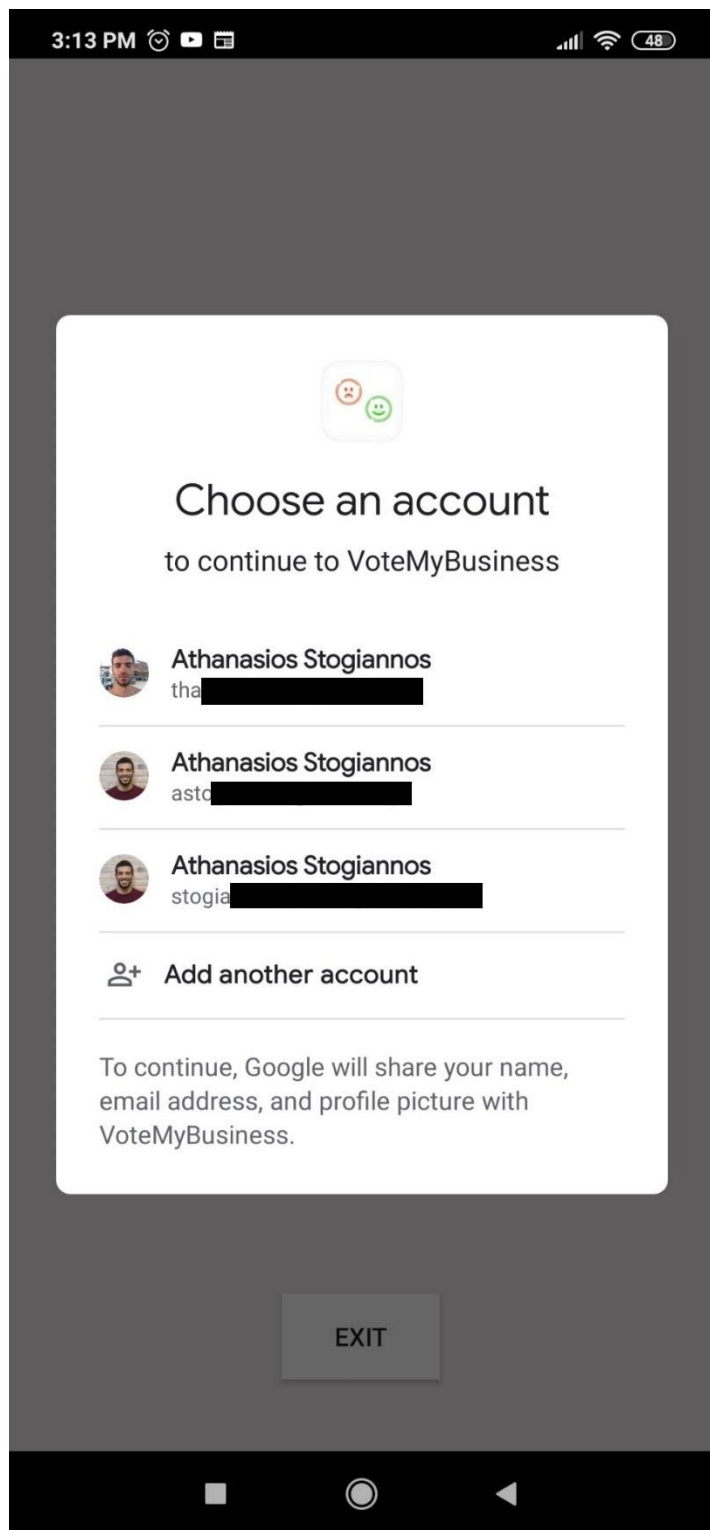 3:13 PM 48
Choose an account
to continue to VoteMyBusiness
Athanasios Stogiannos
tha
Athanasios Stogiannos
asto
Athanasios Stogiannos
stogia
Add another account
To continue, Google will share your name,
email address, and profile picture with
VoteMyBusiness.
EXIT